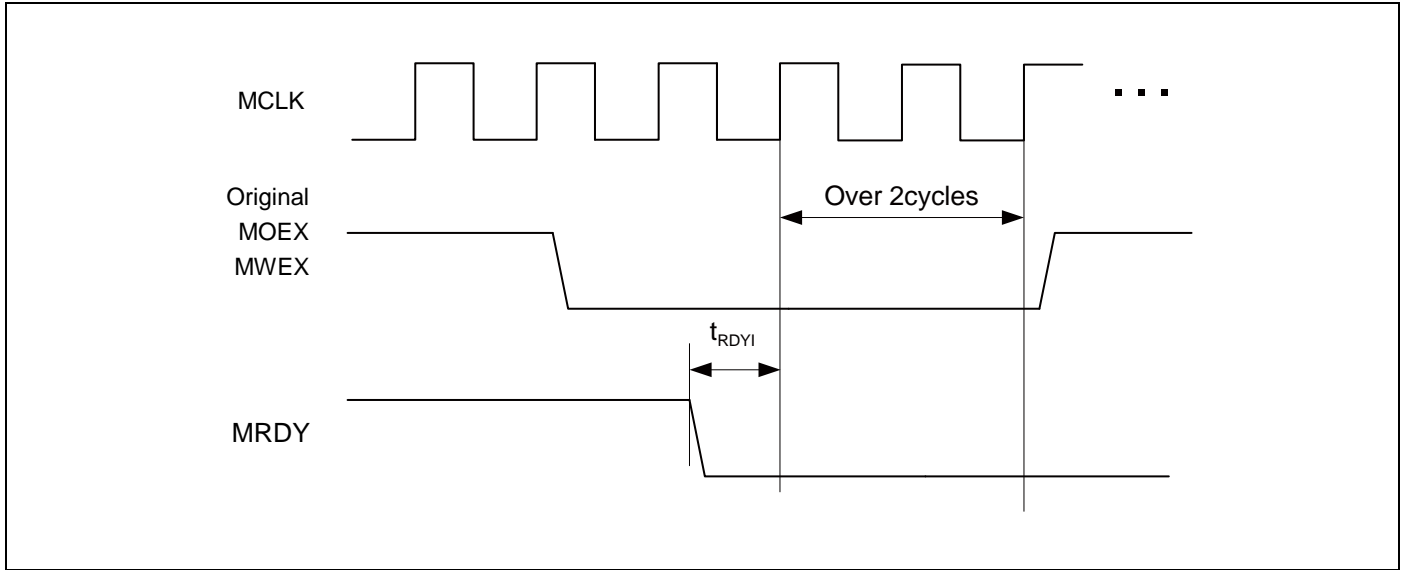 MCLK
Original
MOEX
MWEX
Over 2cycles
tRDYI
MRDY